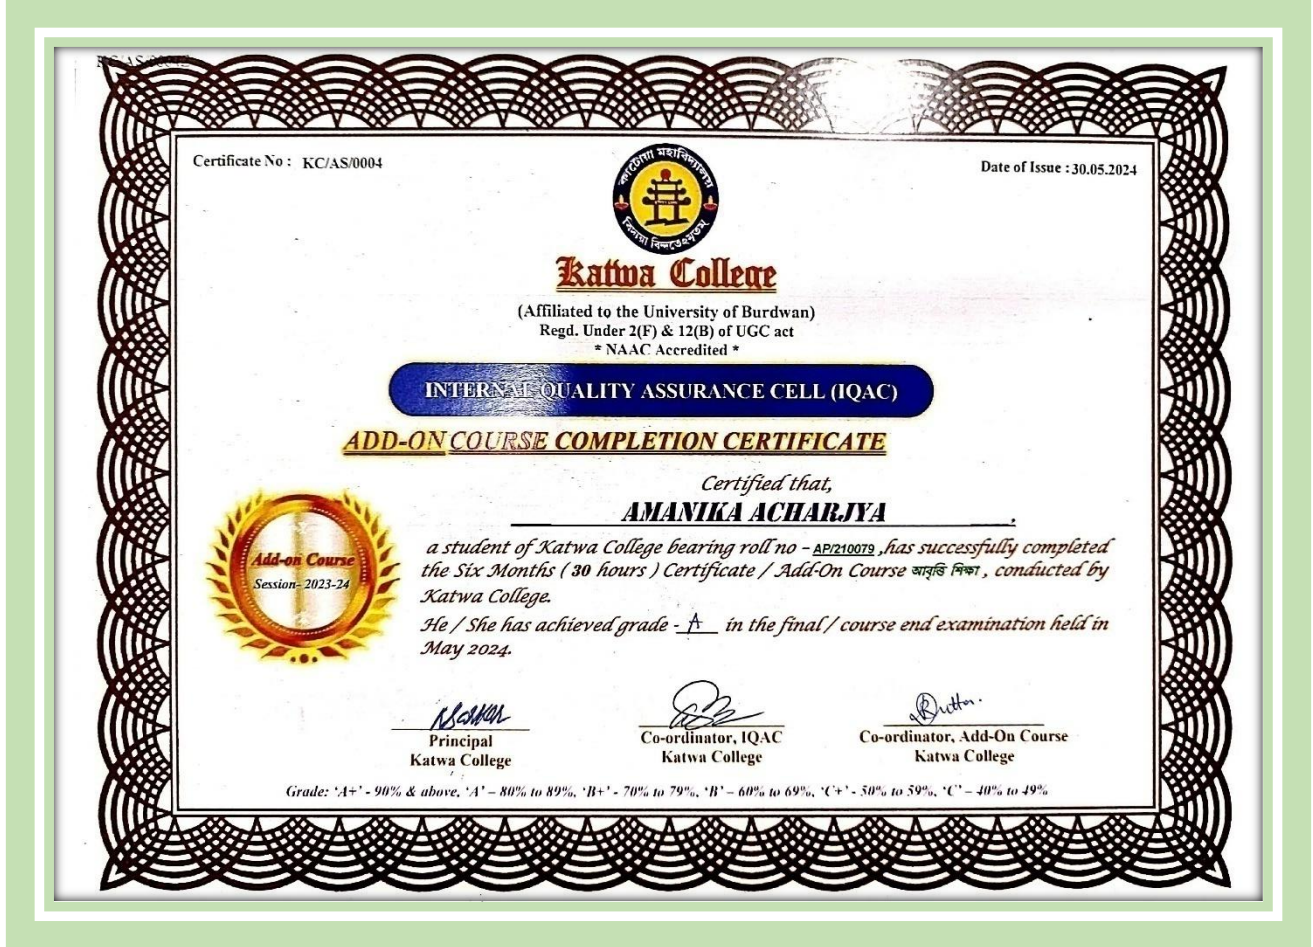 Certificate No : KC/AS/0004
Date of Issue : 30.05.2024
কাটোয়া মহাবিদ্যালয়
Katwa College
(Affiliated to the University of Burdwan)
Regd. Under 2(F) & 12(B) of UGC act
* NAAC Accredited *
INTERNAL QUALITY ASSURANCE CELL (IQAC)
ADD-ON COURSE COMPLETION CERTIFICATE
Certified that,
AMANIKA ACHARJYA ,
a student of Katwa College bearing roll no - AP/210079 , has successfully completed
the Six Months ( 30 hours ) Certificate / Add-On Course আবৃত্তি শিক্ষা , conducted by
Katwa College.
He / She has achieved grade - A in the final / course end examination held in
May 2024.
Add-on Course
Session- 2023-24
Principal
Katwa College
Co-ordinator, IQAC
Katwa College
Co-ordinator, Add-On Course
Katwa College
Grade: 'A+' - 90% & above, 'A' – 80% to 89%, 'B+' - 70% to 79%, 'B' – 60% to 69%, 'C+' - 50% to 59%, 'C' – 40% to 49%